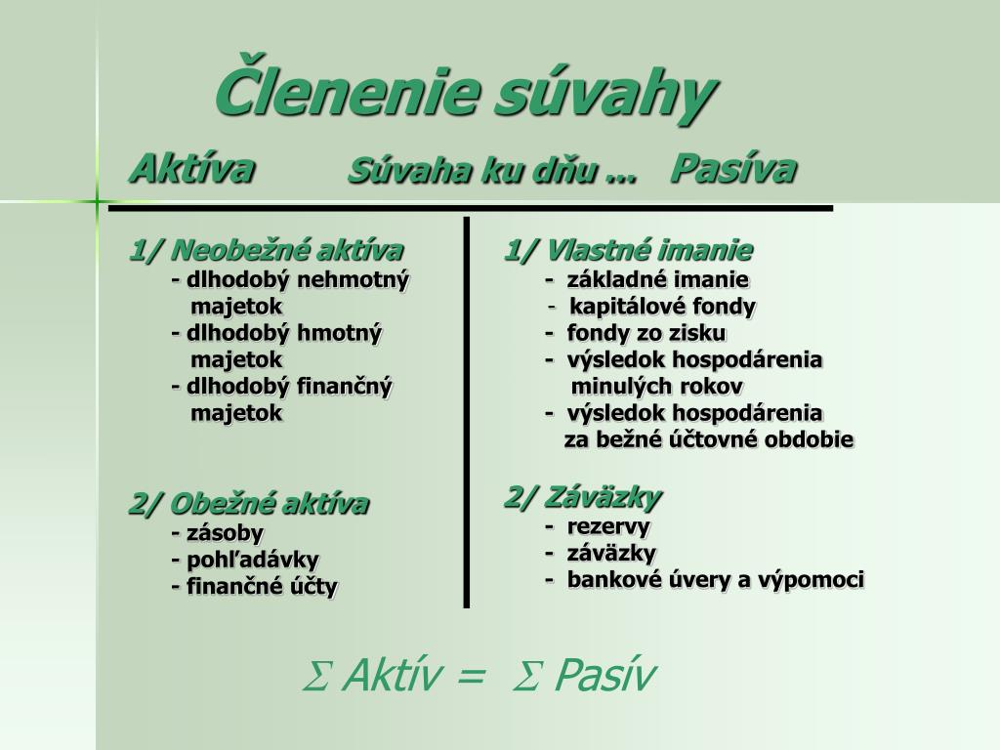 Členenie súvahy
Aktíva Súvaha ku dňu ... Pasíva
1/ Neobežné aktíva
- dlhodobý nehmotný
majetok
- dlhodobý hmotný
majetok
- dlhodobý finančný
majetok
2/ Obežné aktíva
- zásoby
- pohľadávky
- finančné účty
1/ Vlastné imanie
- základné imanie
- kapitálové fondy
- fondy zo zisku
- výsledok hospodárenia
minulých rokov
- výsledok hospodárenia
za bežné účtovné obdobie
2/ Záväzky
- rezervy
- záväzky
- bankové úvery a výpomoci
Σ Aktív = Σ Pasív